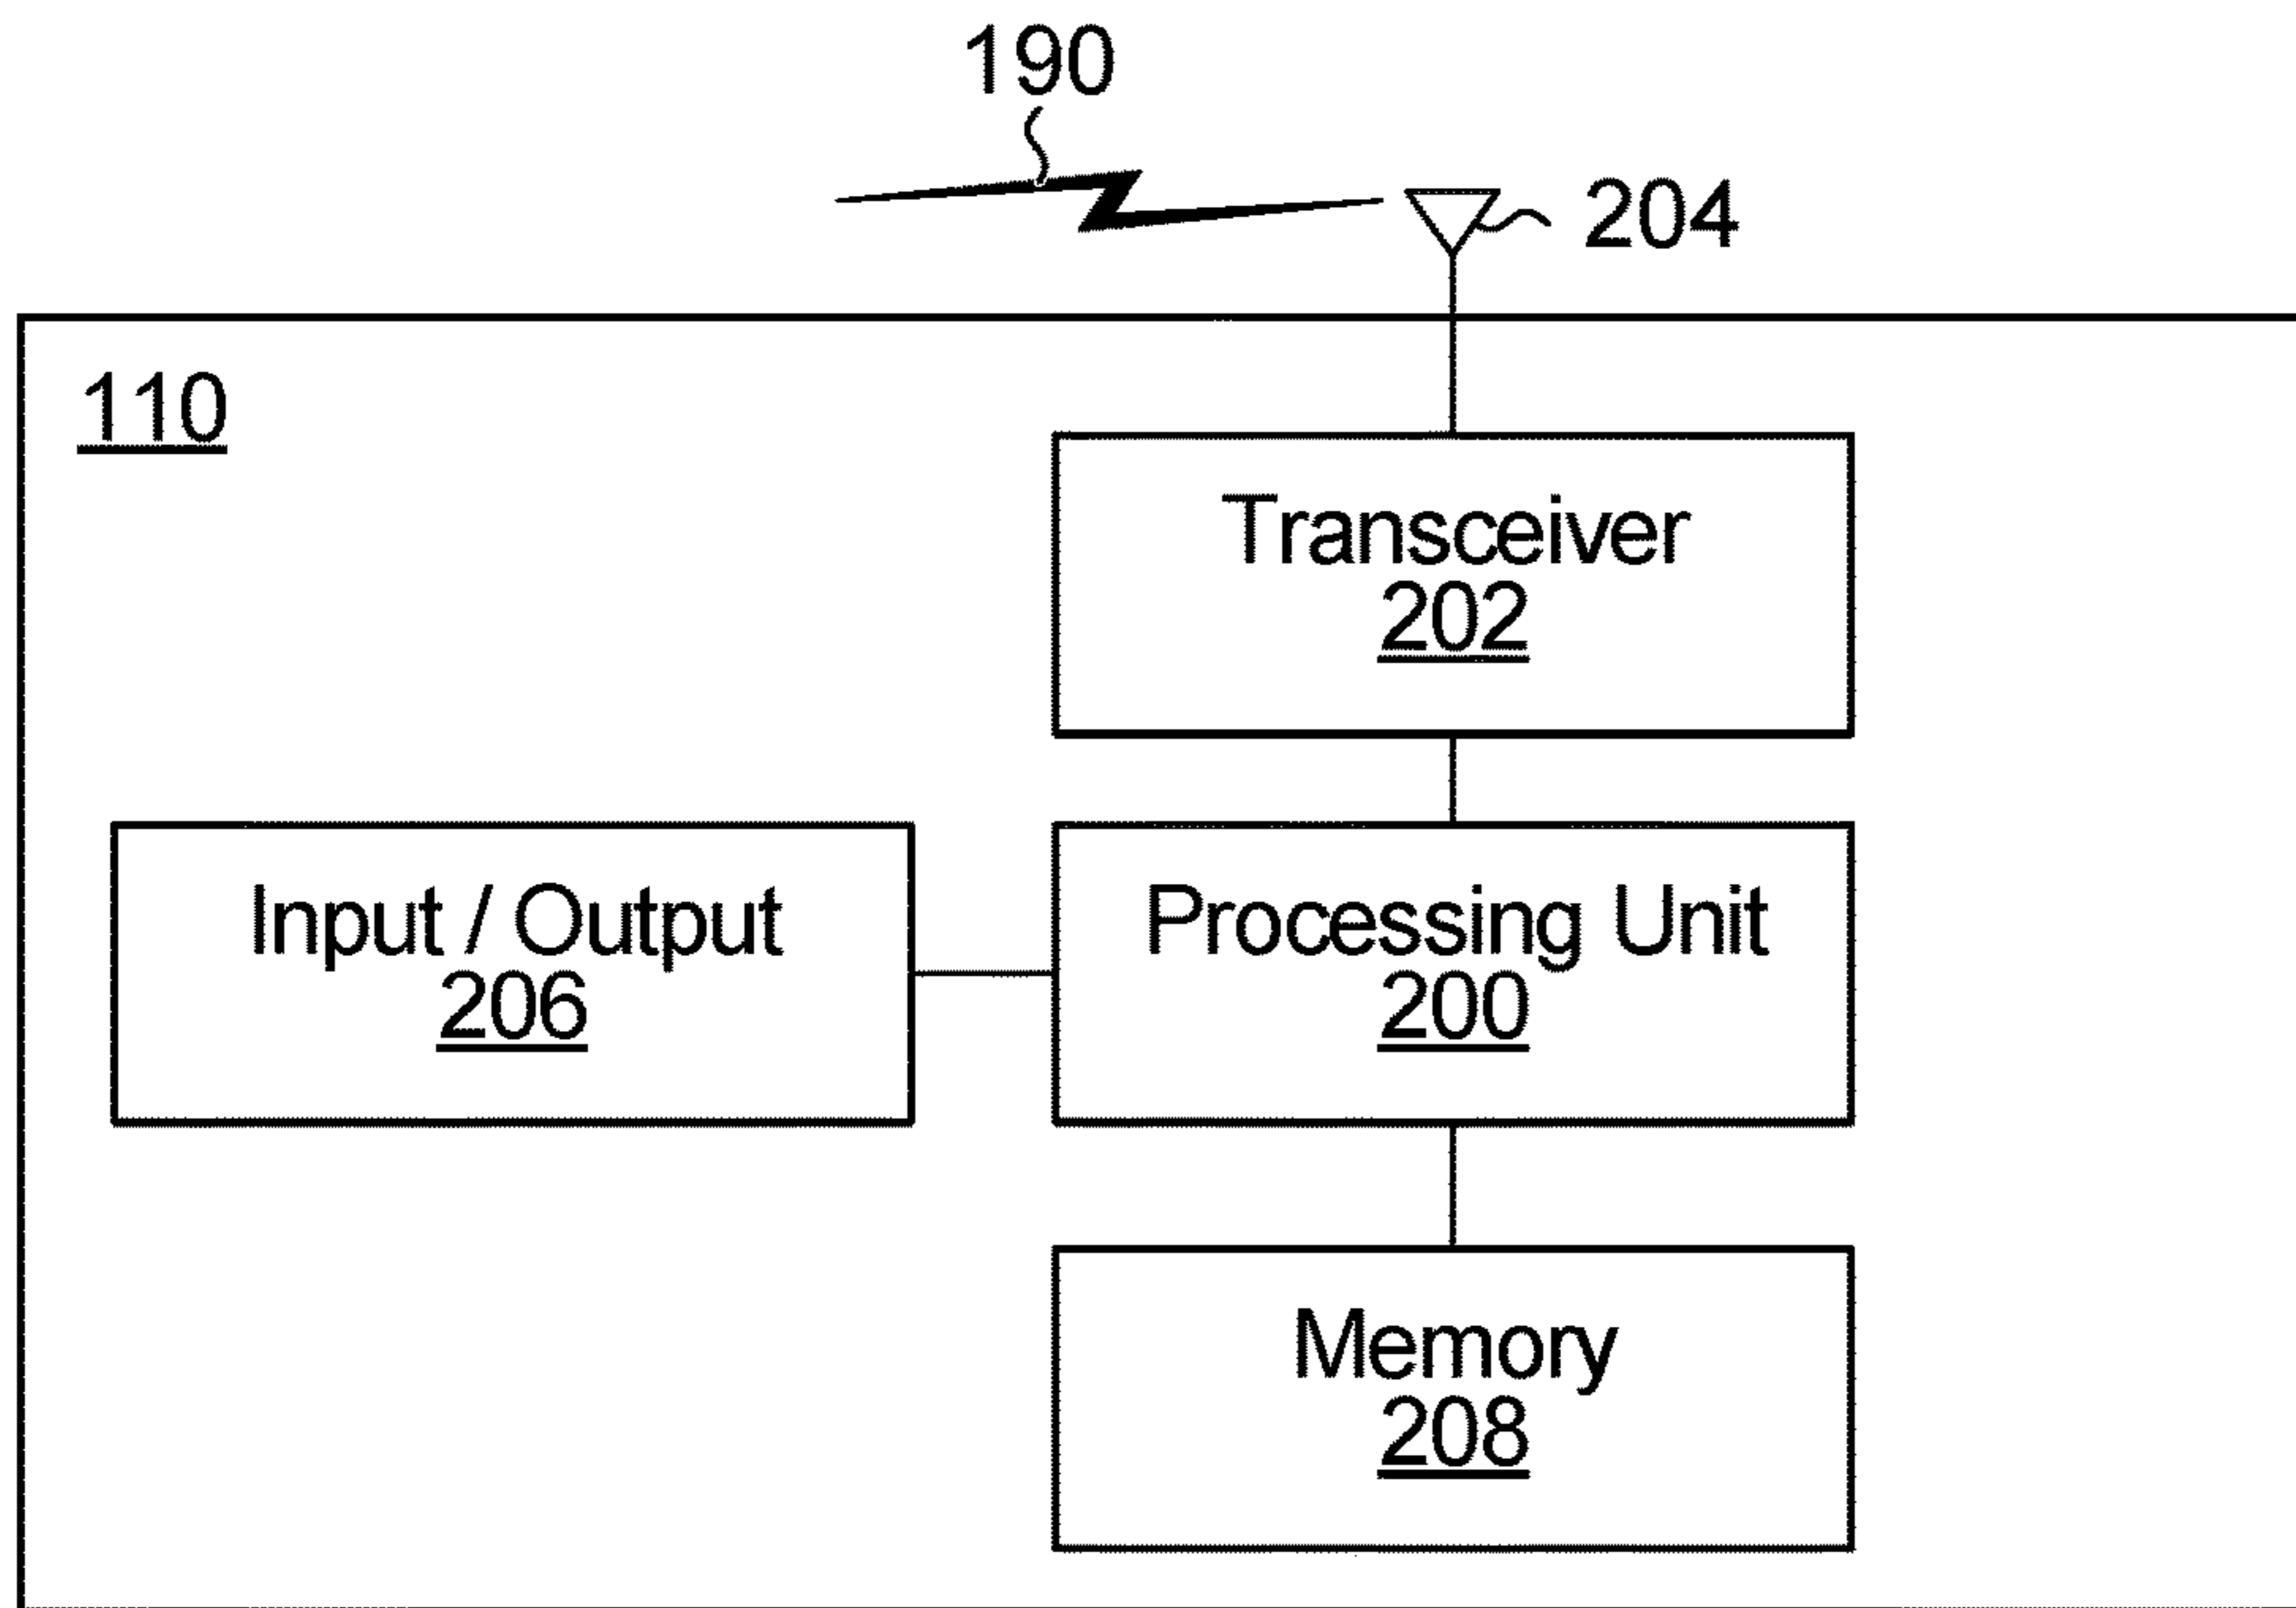 190
204
110
Transceiver
202
Input / Output
206
Processing Unit
200
Memory
208